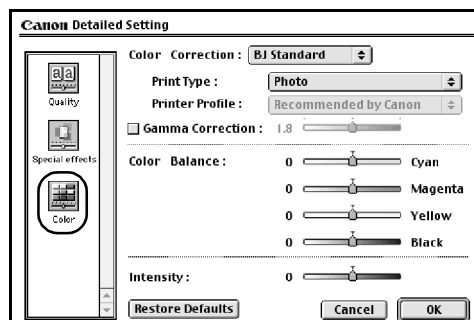 Canon Detailed Setting
Color Correction : BJ Standard
aa
Quality
Print Type : Photo
Printer Profile : Recommended by Canon
Gamma Correction : 1.8
Special effects
Color Balance : 0 Cyan
0 Magenta
Color
0 Yellow
0 Black
Intensity : 0
Restore Defaults Cancel OK